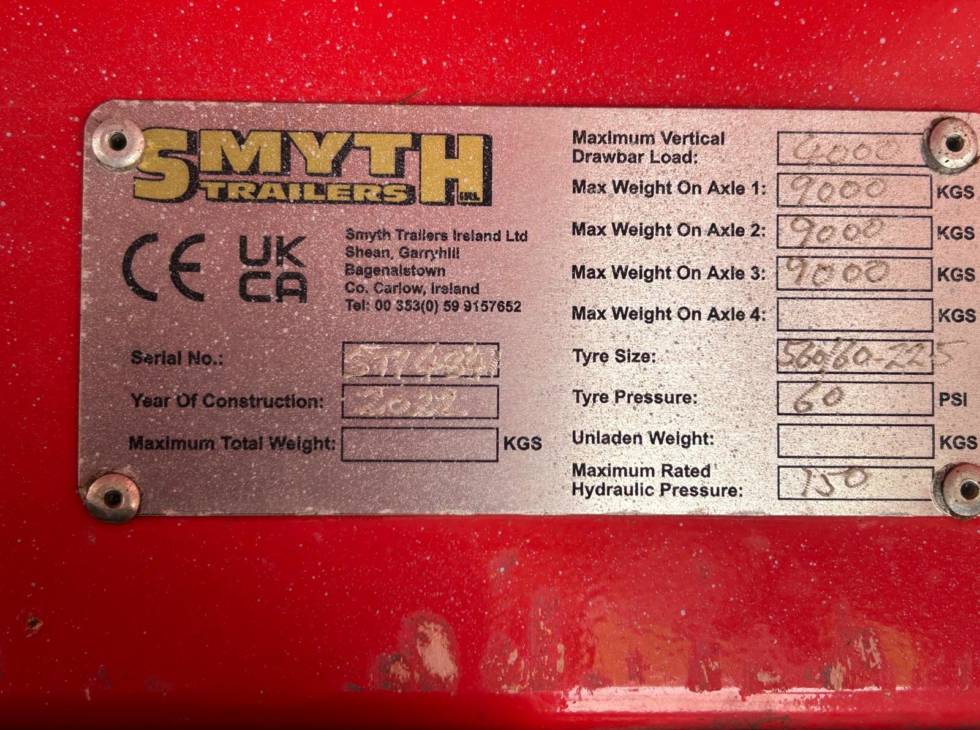 SMYTH
TRAILERS
Smyth Trailers Ireland Ltd
Shean, Garryhill
Bagenalstown
Co. Carlow, Ireland
Tel: 00 353(0) 59 9157652
CE UK
CA
Serial No.:
Year Of Construction: 2022
Maximum Total Weight: KGS
Maximum Vertical
Drawbar Load: 4000
Max Weight On Axle 1: 9000 KGS
Max Weight On Axle 2: 9000 KGS
Max Weight On Axle 3: 9000 KGS
Max Weight On Axle 4: KGS
Tyre Size: 560/60-22.5
Tyre Pressure: 60 PSI
Unladen Weight: KGS
Maximum Rated
Hydraulic Pressure: 150